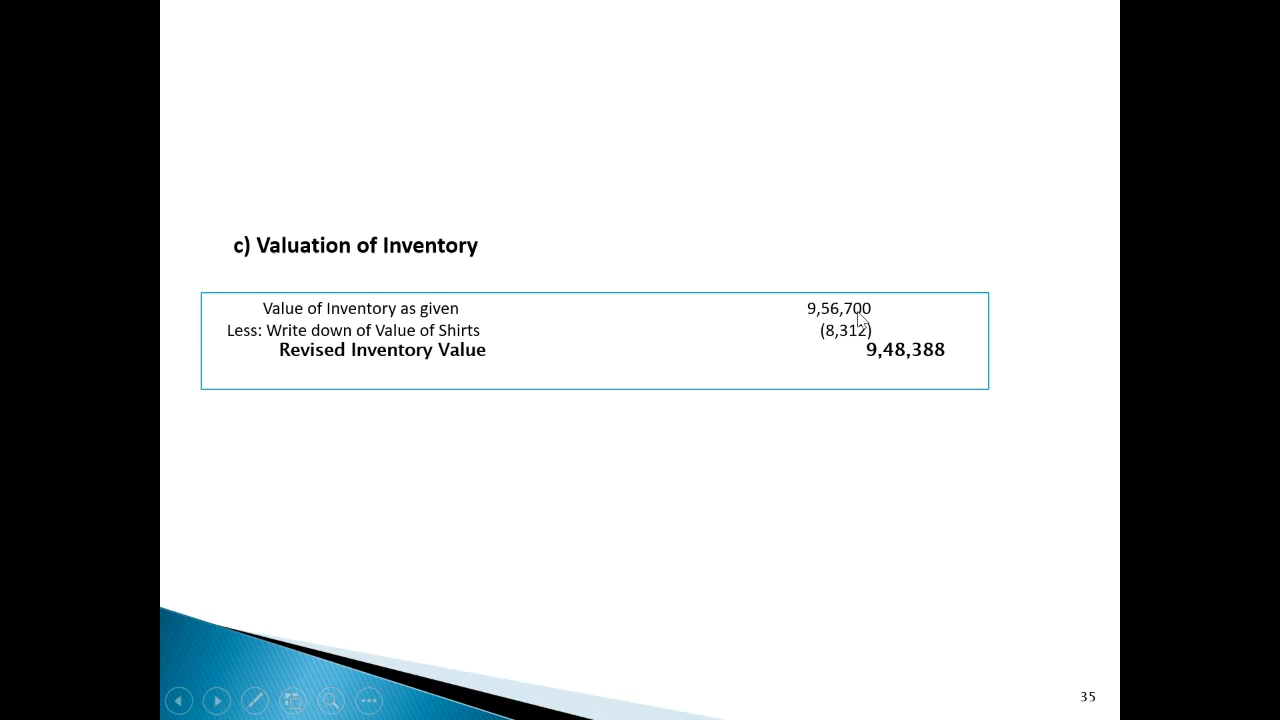 c) Valuation of Inventory
Value of Inventory as given 9,56,700
Less: Write down of Value of Shirts (8,312)
Revised Inventory Value 9,48,388
35